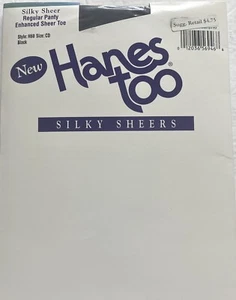 Silky Sheer
Regular Panty
Enhanced Sheer Toe
Style: H00 Size: CD
Black
Sugg. Retail $4.75
New
Hanes
too
SILKY SHEERS